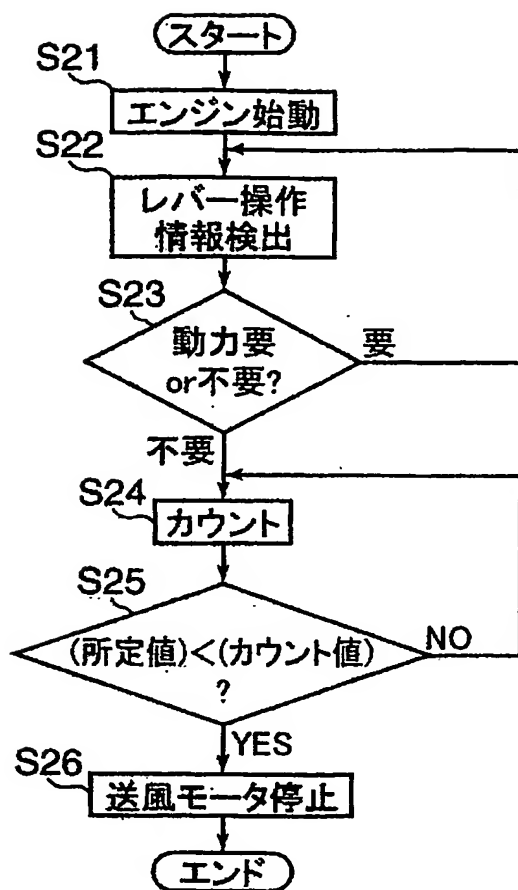 スタート
S21
エンジン始動
S22
レバー操作
情報検出
S23
動力要
or不要?
要
不要
S24
カウント
S25
(所定値)<(カウント値)
?
NO
YES
S26
送風モータ停止
エンド